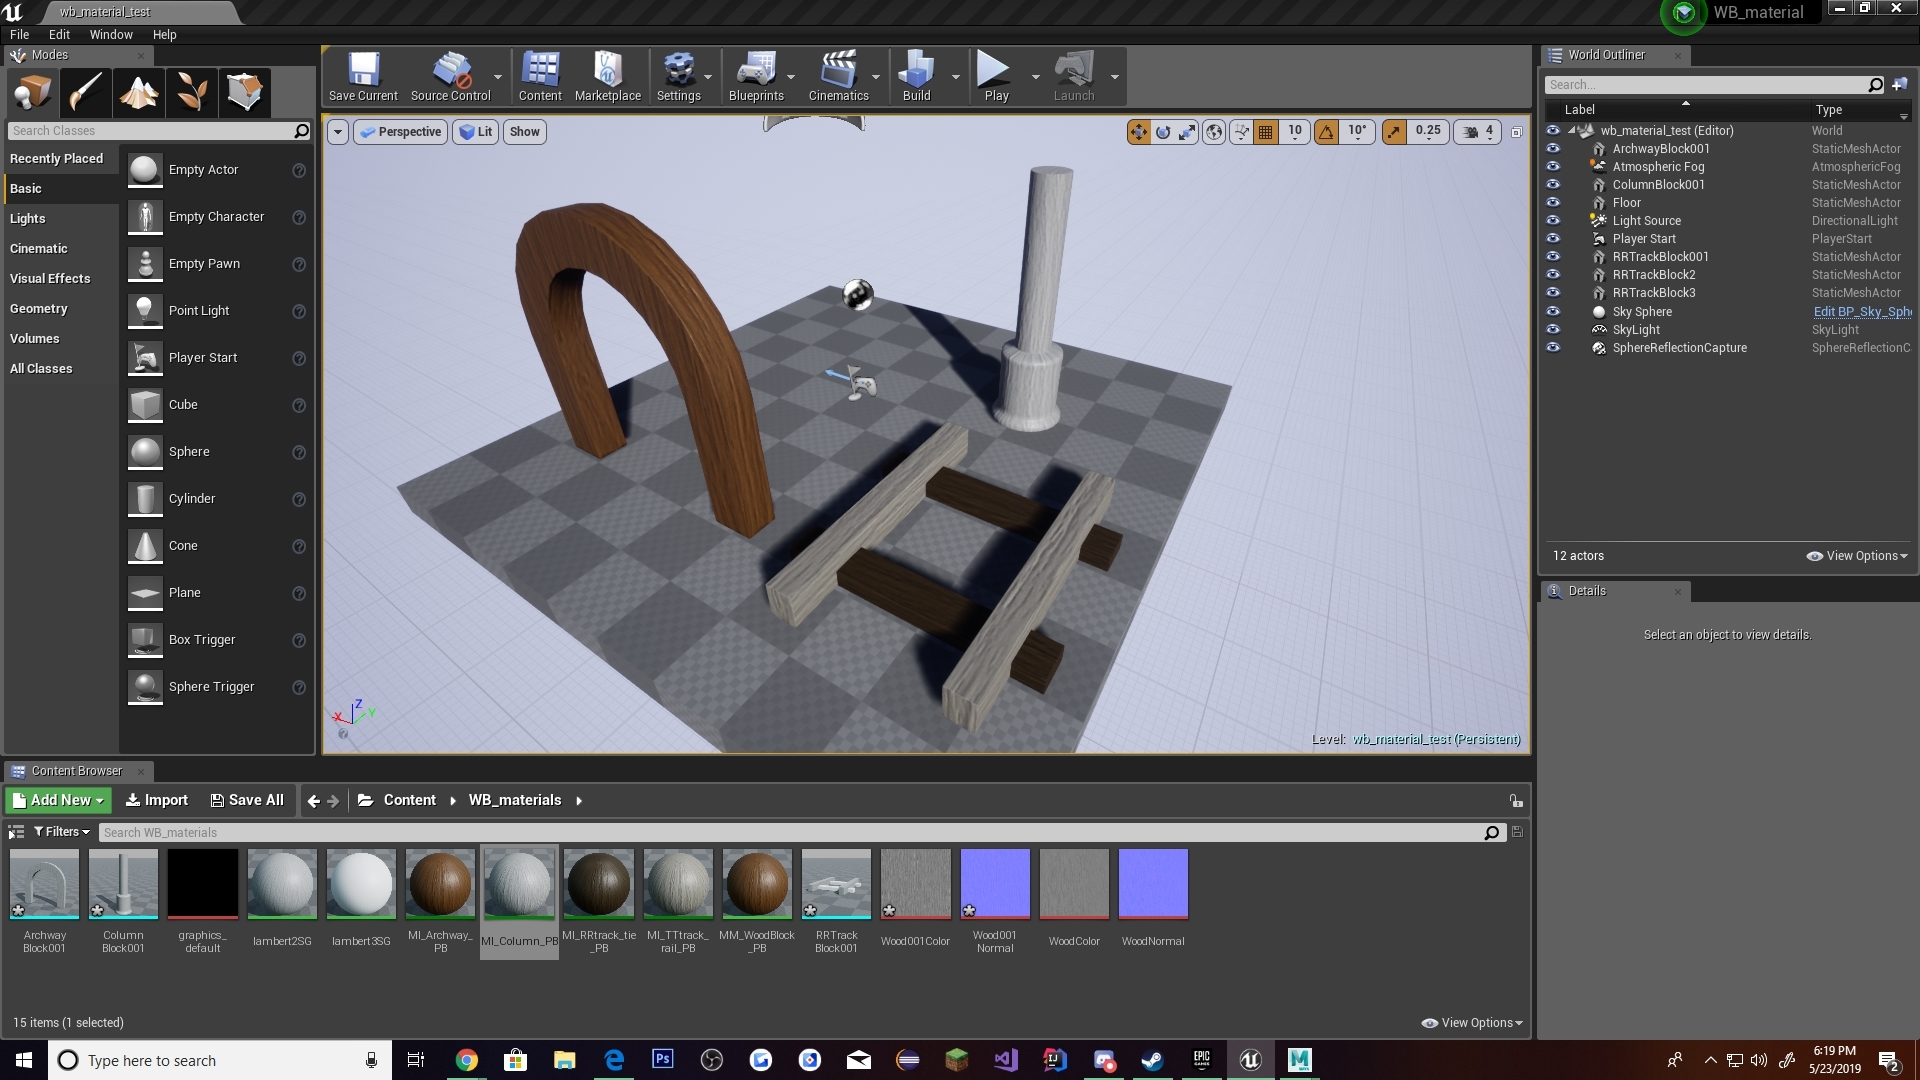 wb_material_test
WB_material
File Edit Window Help
Modes
Search Classes
Recently Placed
Basic
Lights
Cinematic
Visual Effects
Geometry
Volumes
All Classes
Empty Actor
Empty Character
Empty Pawn
Point Light
Player Start
Cube
Sphere
Cylinder
Cone
Plane
Box Trigger
Sphere Trigger
Save Current Source Control Content Marketplace Settings Blueprints Cinematics Build Play Launch
Perspective Lit Show
10 10° 0.25 4
X Z Y
Level: wb_material_test (Persistent)
World Outliner
Search...
Label Type
wb_material_test (Editor) World
ArchwayBlock001 StaticMeshActor
Atmospheric Fog AtmosphericFog
ColumnBlock001 StaticMeshActor
Floor StaticMeshActor
Light Source DirectionalLight
Player Start PlayerStart
RRTrackBlock001 StaticMeshActor
RRTrackBlock2 StaticMeshActor
RRTrackBlock3 StaticMeshActor
Sky Sphere Edit BP_Sky_Sph
SkyLight SkyLight
SphereReflectionCapture SphereReflectionC
12 actors View Options
Details
Select an object to view details.
Content Browser
Add New Import Save All Content WB_materials
Filters Search WB_materials
Archway
Block001
Column
Block001
graphics_
default
lambert2SG
lambert3SG
MI_Archway_
PB
MI_Column_PB
MI_RRtrack_tie
_PB
MI_TTtrack_
rail_PB
MM_WoodBlock
_PB
RRTrack
Block001
Wood001Color
Wood001
Normal
WoodColor
WoodNormal
15 items (1 selected) View Options
Type here to search
Ps
IJ
EPIC
GAMES
M
6:19 PM
5/23/2019
2